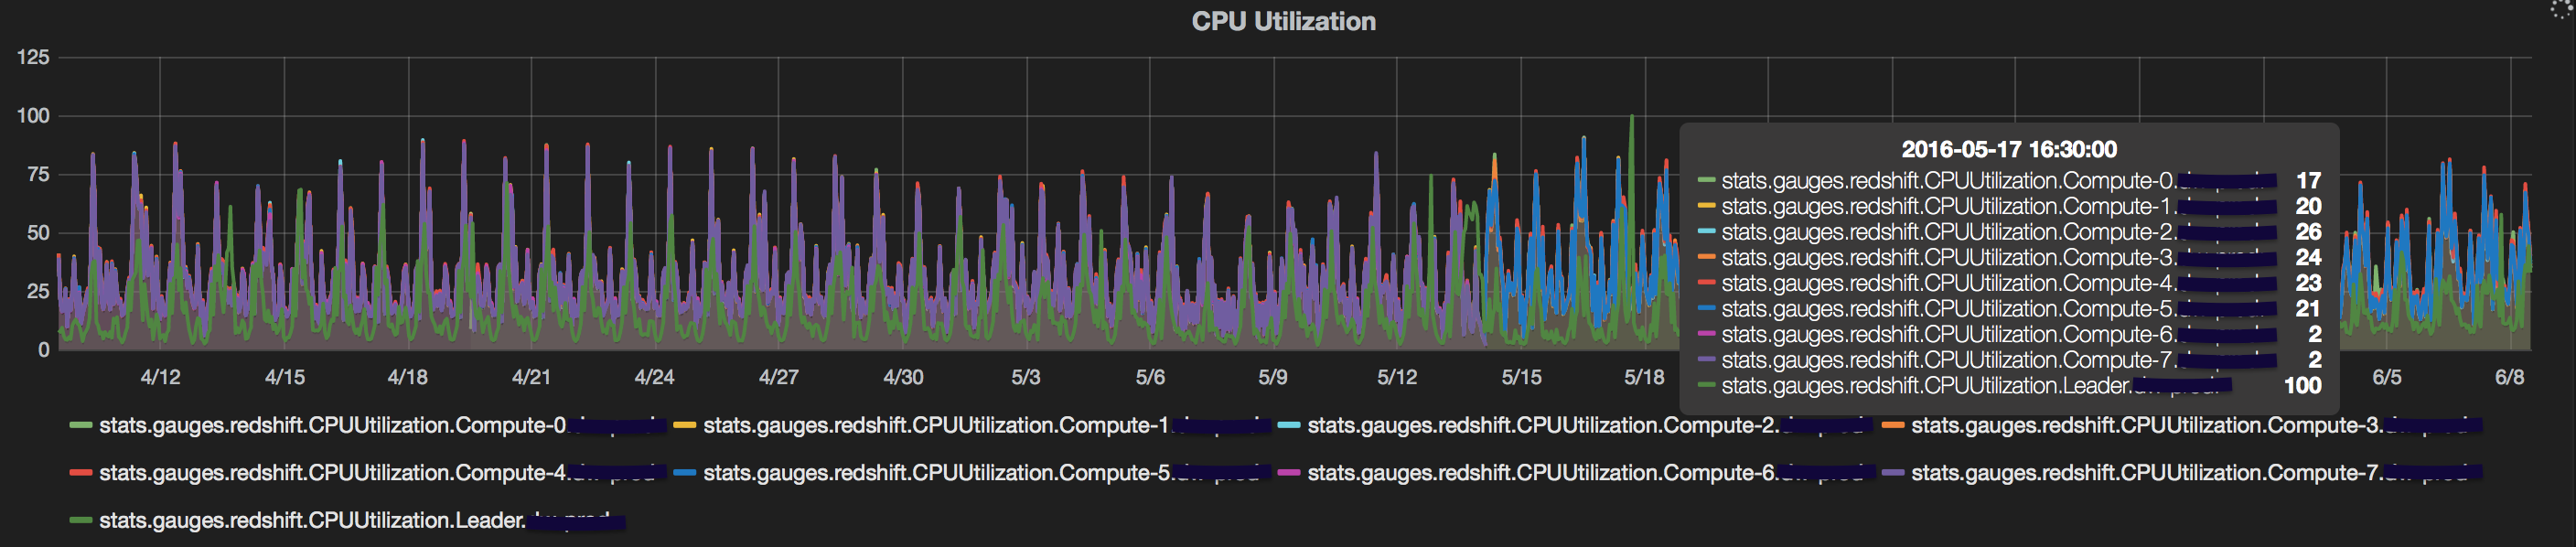 CPU Utilization
125
100
75
50
25
0
4/12 4/15 4/18 4/21 4/24 4/27 4/30 5/3 5/6 5/9 5/12 5/15 5/18 6/5 6/8
2016-05-17 16:30:00
stats.gauges.redshift.CPUUtilization.Compute-0. 17
stats.gauges.redshift.CPUUtilization.Compute-1. 20
stats.gauges.redshift.CPUUtilization.Compute-2. 26
stats.gauges.redshift.CPUUtilization.Compute-3. 24
stats.gauges.redshift.CPUUtilization.Compute-4. 23
stats.gauges.redshift.CPUUtilization.Compute-5. 21
stats.gauges.redshift.CPUUtilization.Compute-6. 2
stats.gauges.redshift.CPUUtilization.Compute-7. 2
stats.gauges.redshift.CPUUtilization.Leader. 100
stats.gauges.redshift.CPUUtilization.Compute-0 stats.gauges.redshift.CPUUtilization.Compute-1 stats.gauges.redshift.CPUUtilization.Compute-2. stats.gauges.redshift.CPUUtilization.Compute-3.
stats.gauges.redshift.CPUUtilization.Compute-4 stats.gauges.redshift.CPUUtilization.Compute-5. stats.gauges.redshift.CPUUtilization.Compute-6. stats.gauges.redshift.CPUUtilization.Compute-7.
stats.gauges.redshift.CPUUtilization.Leader.